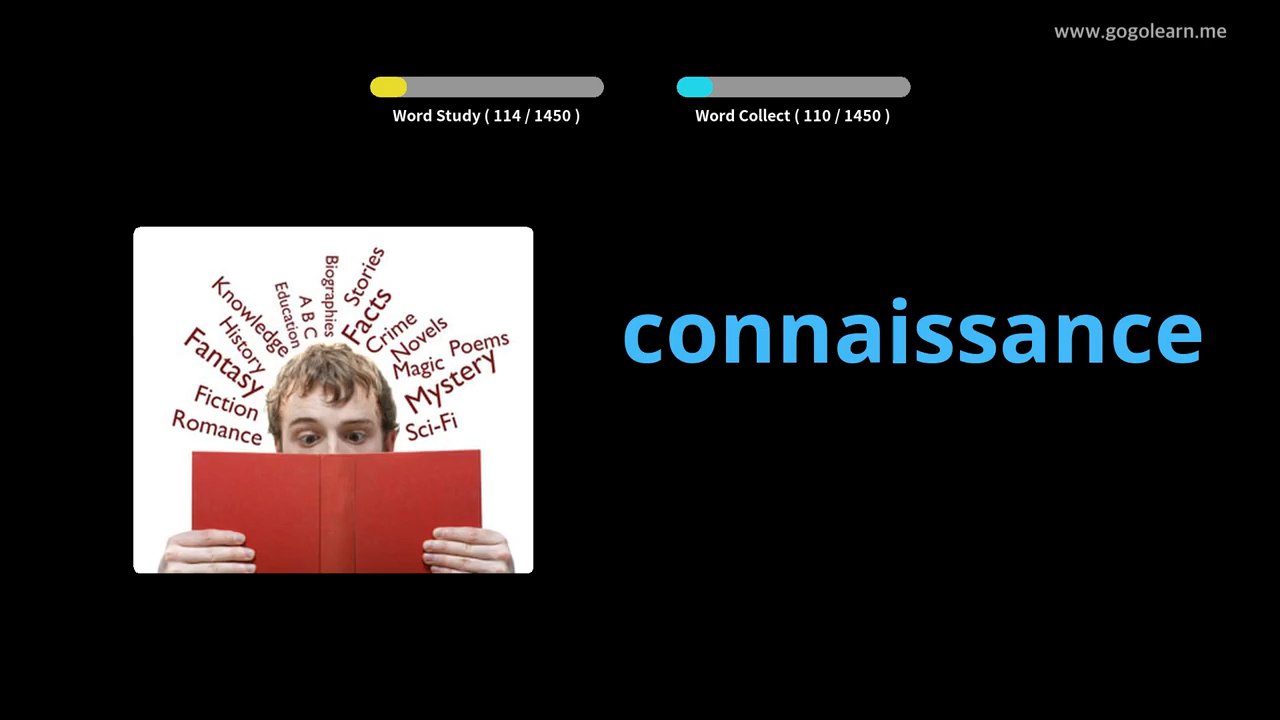 www.gogolearn.me
Word Study ( 114 / 1450 )
Word Collect ( 110 / 1450 )
connaissance
Knowledge
Education
A B C
Biographies
Stories
Facts
Crime
Novels
Poems
History
Magic
Fantasy
Mystery
Fiction
Romance
Sci-Fi